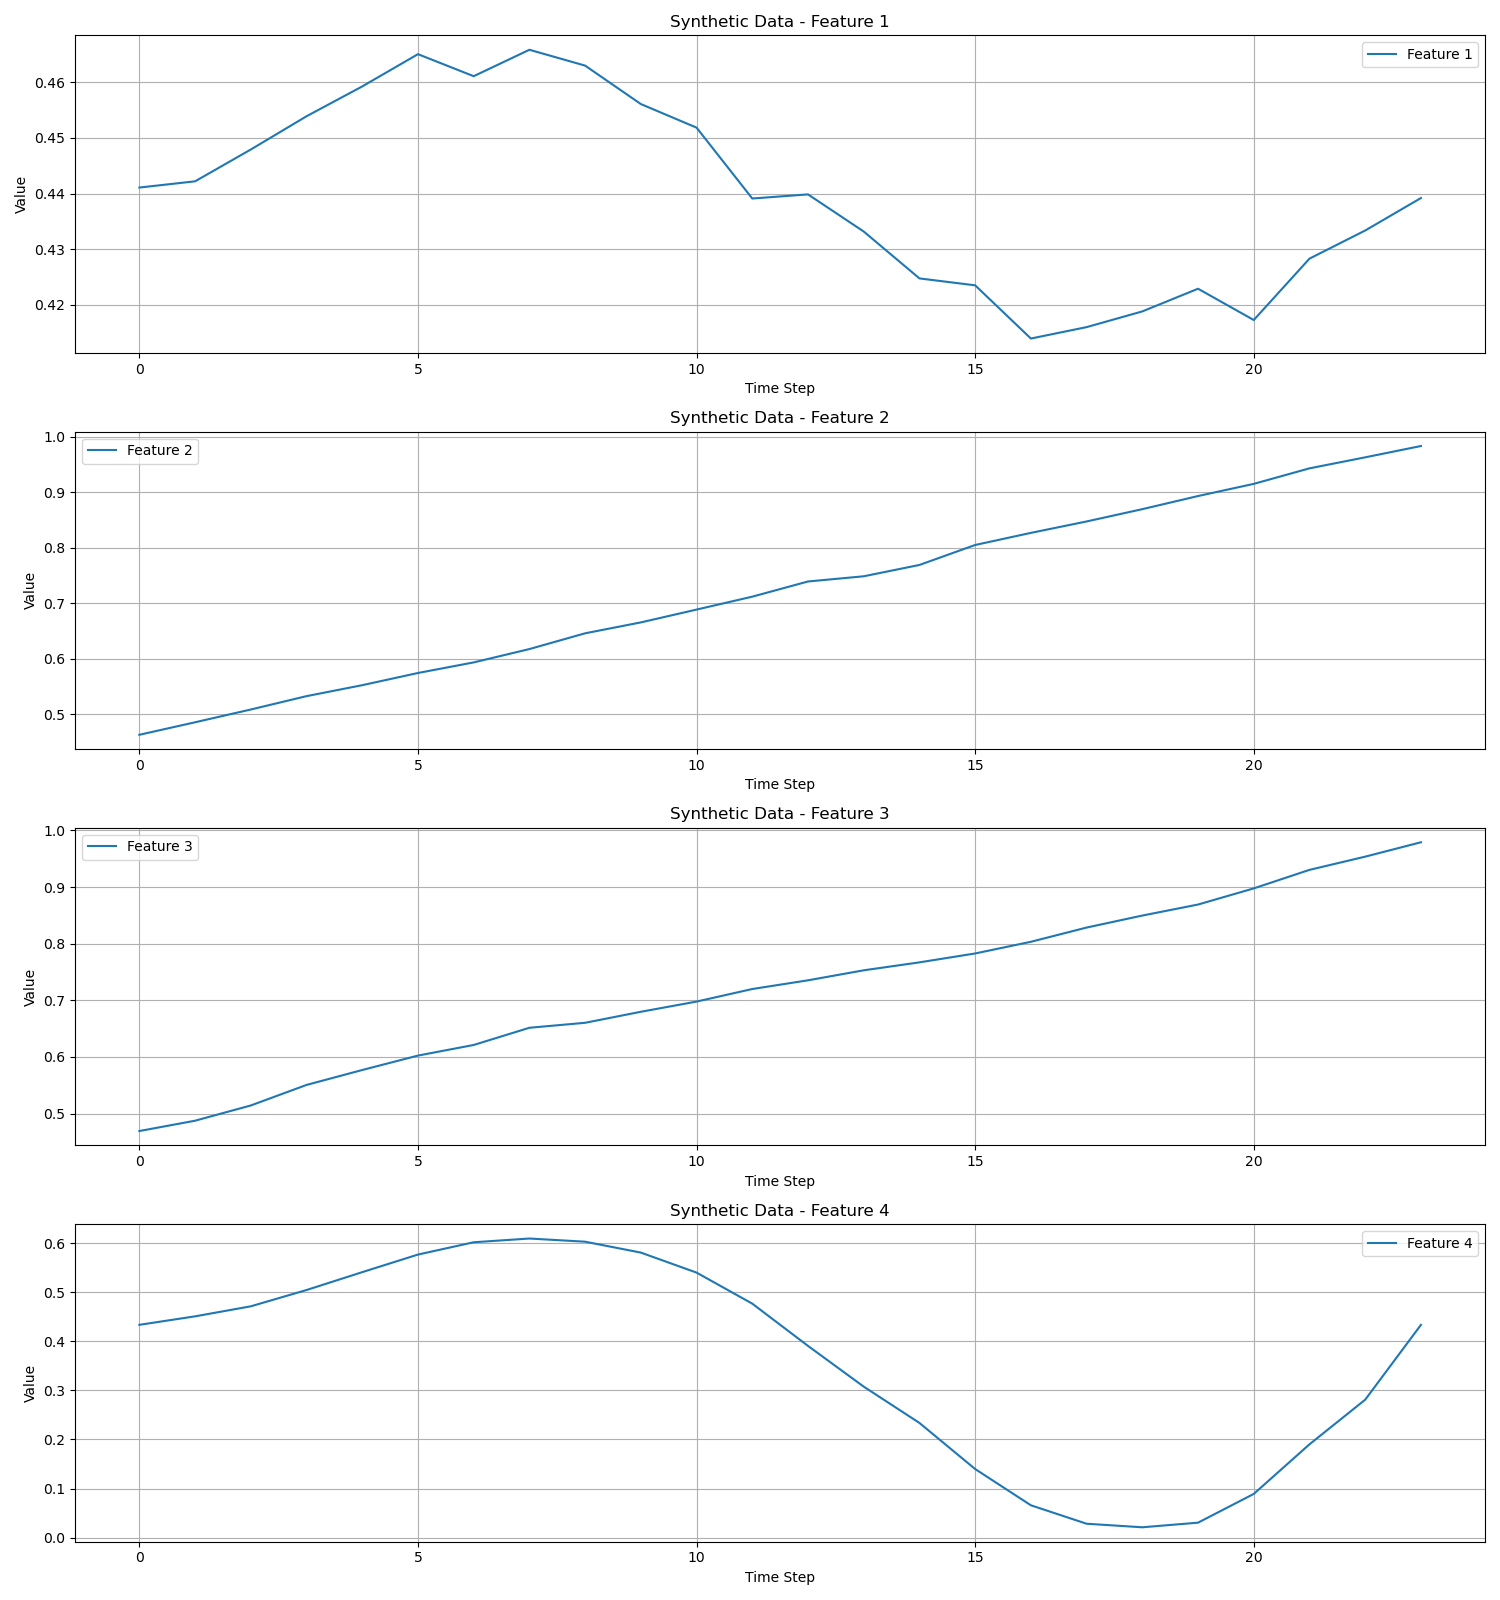 Synthetic Data - Feature 1
Feature 1
Value
0.46
0.45
0.44
0.43
0.42
0 5 10 15 20
Time Step
Synthetic Data - Feature 2
Feature 2
Value
1.0
0.9
0.8
0.7
0.6
0.5
0 5 10 15 20
Time Step
Synthetic Data - Feature 3
Feature 3
Value
1.0
0.9
0.8
0.7
0.6
0.5
0 5 10 15 20
Time Step
Synthetic Data - Feature 4
Feature 4
Value
0.6
0.5
0.4
0.3
0.2
0.1
0.0
0 5 10 15 20
Time Step